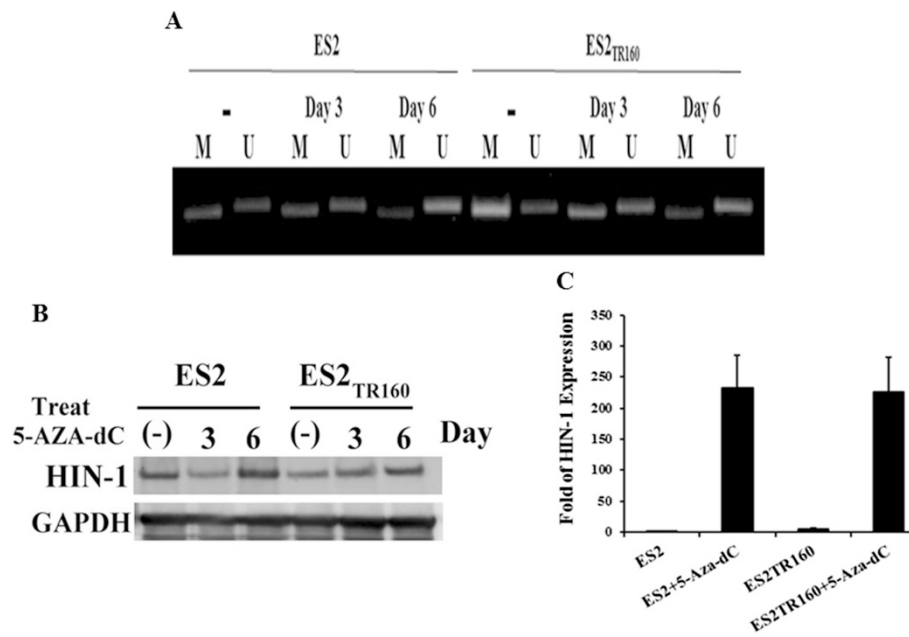 A
ES2 ES2TR160
- Day 3 Day 6 - Day 3 Day 6
M U M U M U M U M U M U
B
ES2 ES2TR160
Treat
5-AZA-dC (-) 3 6 (-) 3 6 Day
HIN-1
GAPDH
C
350
300
250
200
150
100
50
0
Fold of HIN-1 Expression
ES2
ES2+5-Aza-dC
ES2TR160
ES2TR160+5-Aza-dC